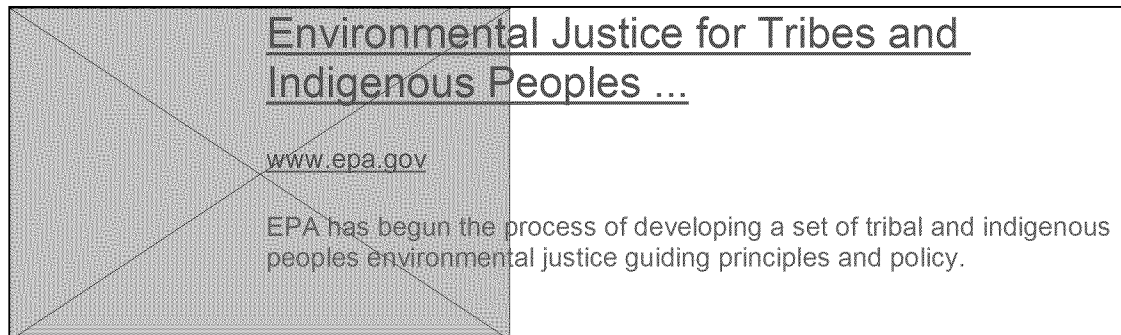 Environmental Justice for Tribes and
Indigenous Peoples ...
www.epa.gov
EPA has begun the process of developing a set of tribal and indigenous
peoples environmental justice guiding principles and policy.